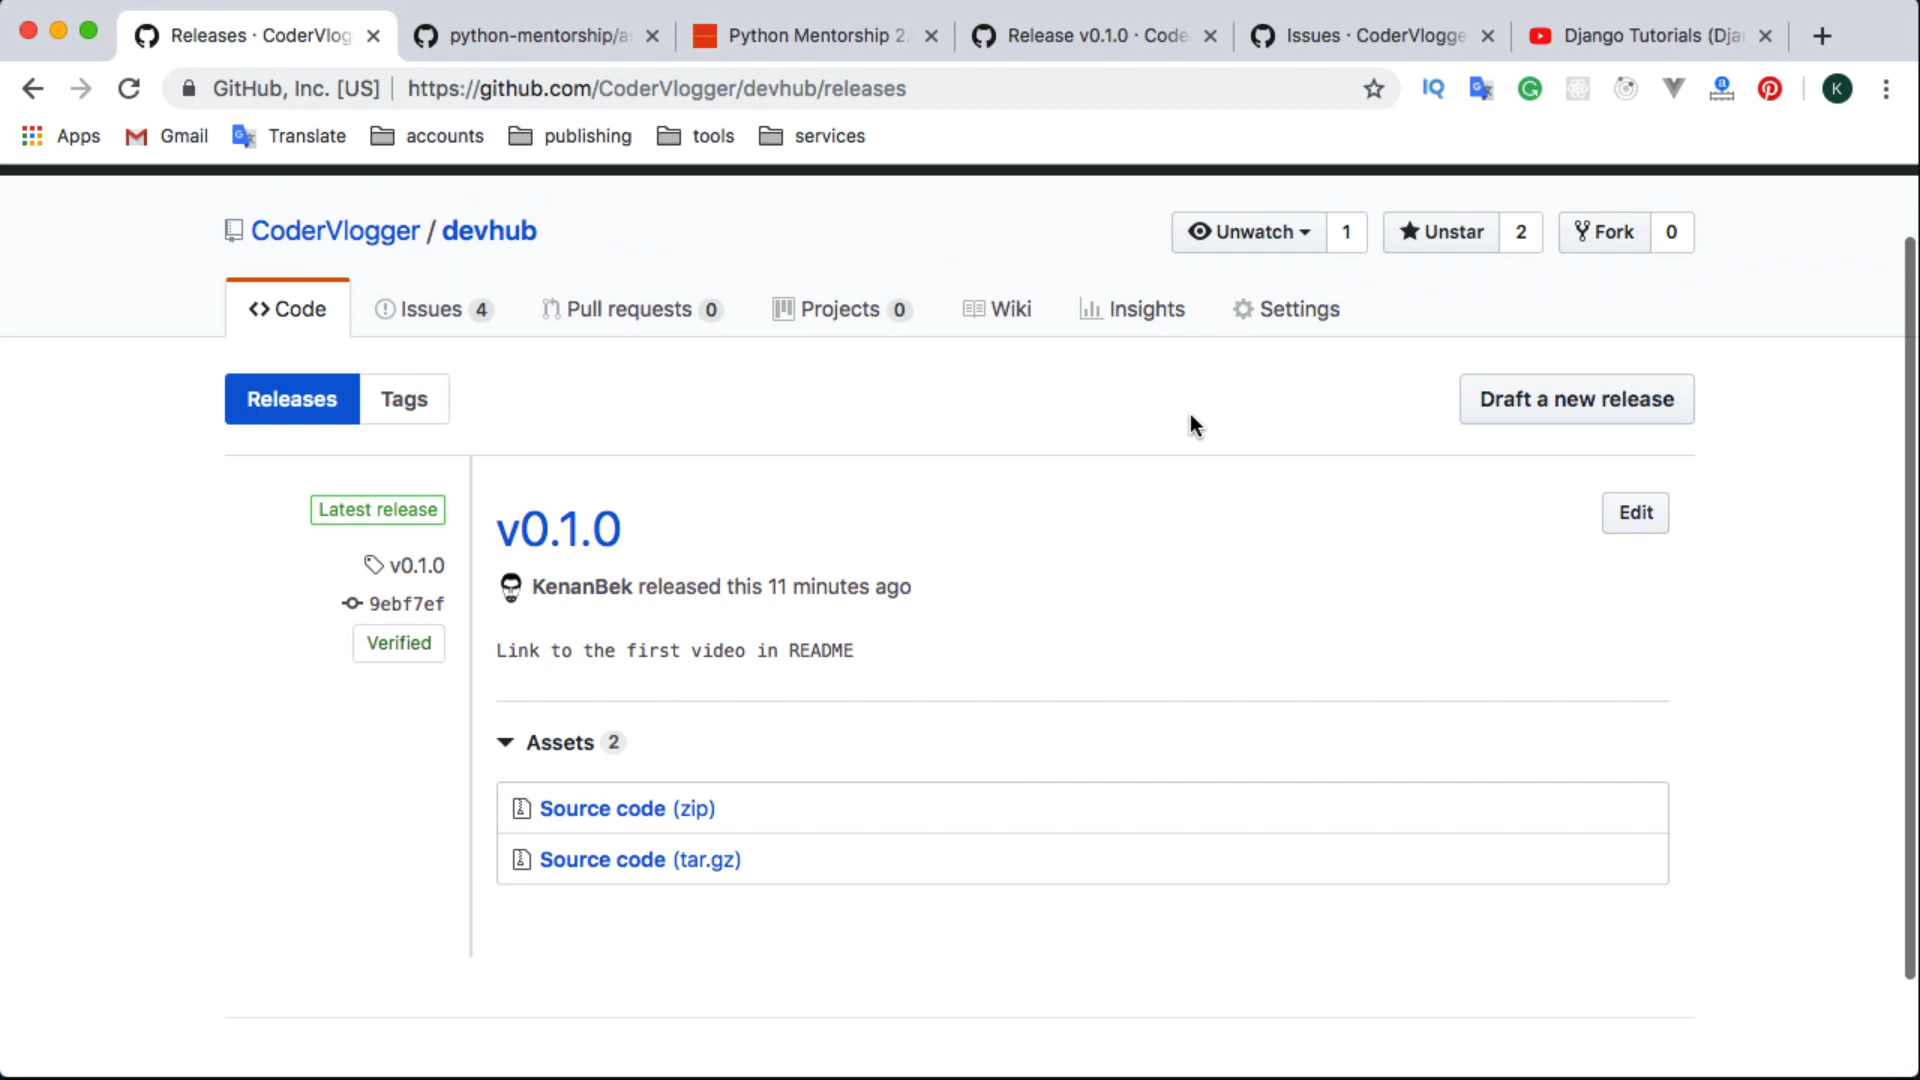 Releases · CoderVlog
python-mentorship/as
Python Mentorship 2.
Release v0.1.0 · Code
Issues · CoderVlogge
Django Tutorials (Dja
GitHub, Inc. [US]
https://github.com/CoderVlogger/devhub/releases
IQ
K
Apps
Gmail
Translate
accounts
publishing
tools
services
CoderVlogger / devhub
Unwatch 1
Unstar 2
Fork 0
Code
Issues 4
Pull requests 0
Projects 0
Wiki
Insights
Settings
Releases
Tags
Draft a new release
Latest release
v0.1.0
9ebf7ef
Verified
v0.1.0
Edit
KenanBek released this 11 minutes ago
Link to the first video in README
Assets 2
Source code (zip)
Source code (tar.gz)